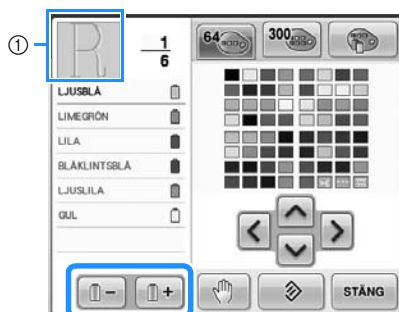 ①
R
1
6
64
300
LJUSBLÅ
LIMEGRÖN
LILA
BLÅKLINTSBLÅ
LJUSLILA
GUL
- +
STÄNG